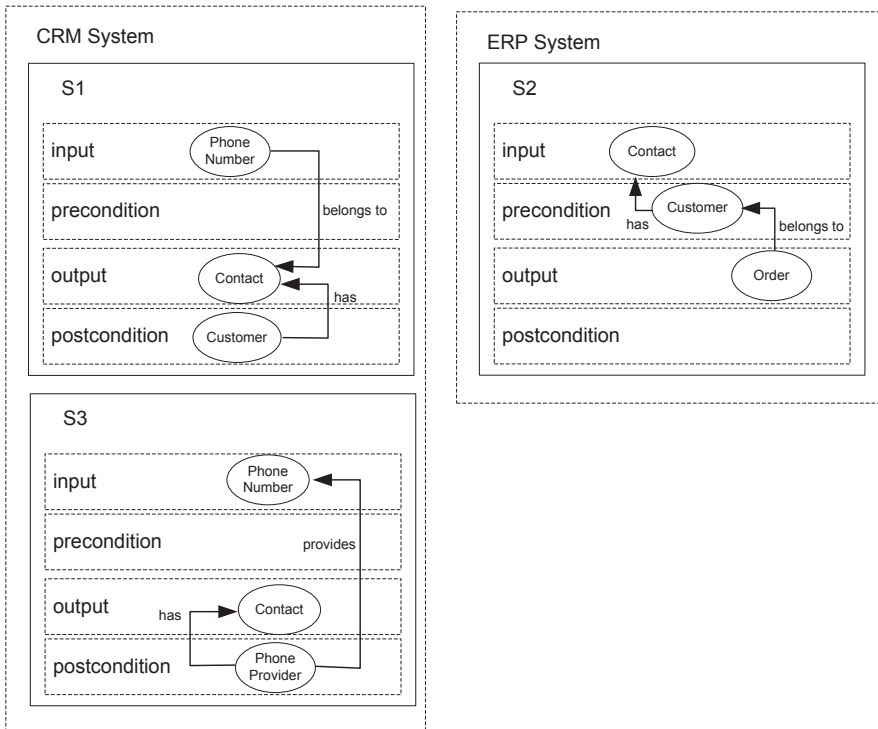 CRM System
S1
input
Phone
Number
precondition
belongs to
output
Contact
has
postcondition
Customer
S3
input
Phone
Number
precondition
provides
output
has
Contact
postcondition
Phone
Provider
ERP System
S2
input
Contact
precondition
has
Customer
belongs to
output
Order
postcondition